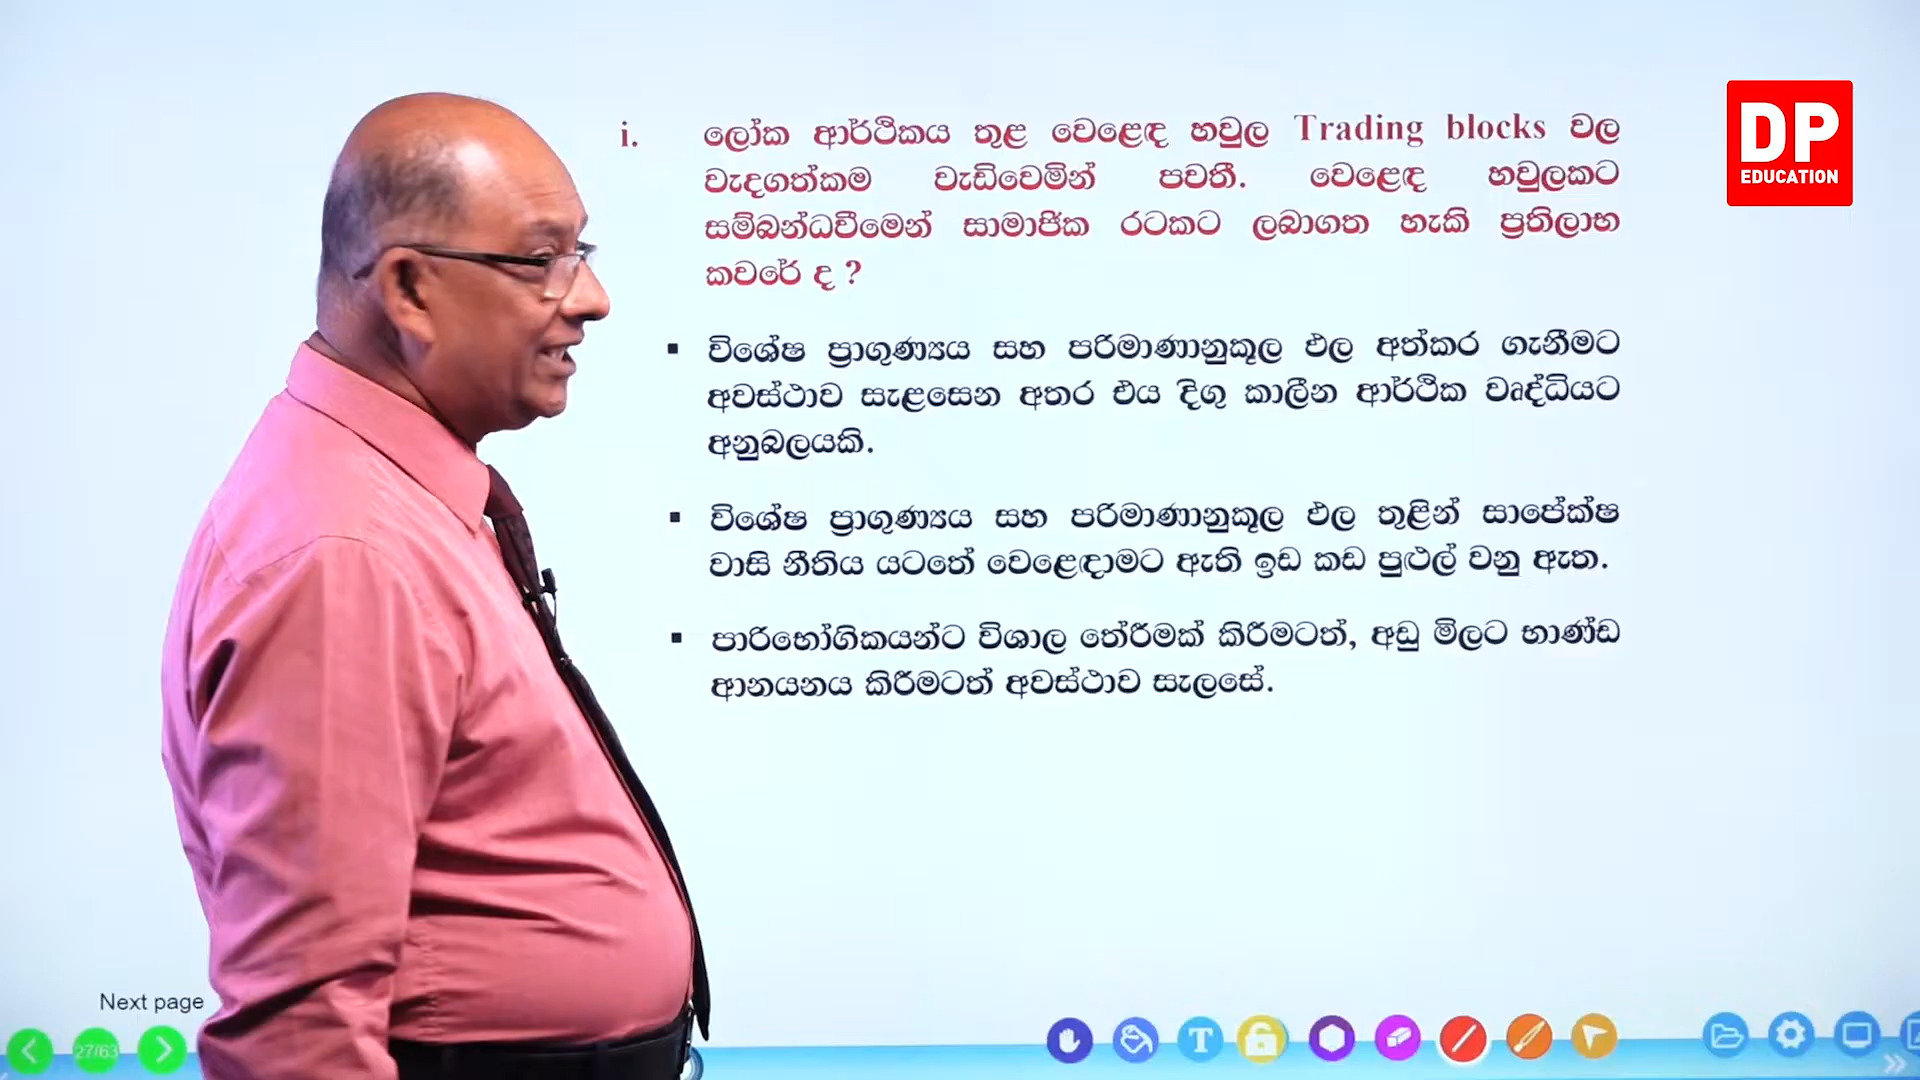 DP
EDUCATION
i. ලෝක ආර්ථිකය තුළ වෙළෙඳ හවුල Trading blocks වල
වැදගත්කම වැඩිවෙමින් පවතී. වෙළෙඳ හවුලකට
සම්බන්ධවීමෙන් සාමාජික රටකට ලබාගත හැකි ප්‍රතිලාභ
කවරේ ද ?
▪ විශේෂ ප්‍රාගුණ්‍යය සහ පරිමාණානුකූල ඵල අත්කර ගැනීමට
අවස්ථාව සැළසෙන අතර එය දිගු කාලීන ආර්ථික වෘද්ධියට
අනුබලයකි.
▪ විශේෂ ප්‍රාගුණ්‍යය සහ පරිමාණානුකූල ඵල තුළින් සාපේක්ෂ
වාසි නීතිය යටතේ වෙළෙඳාමට ඇති ඉඩ කඩ පුළුල් වනු ඇත.
▪ පාරිභෝගිකයන්ට විශාල තේරීමක් කිරීමටත්, අඩු මිලට භාණ්ඩ
ආනයනය කිරීමටත් අවස්ථාව සැලසේ.
Next page
27/63